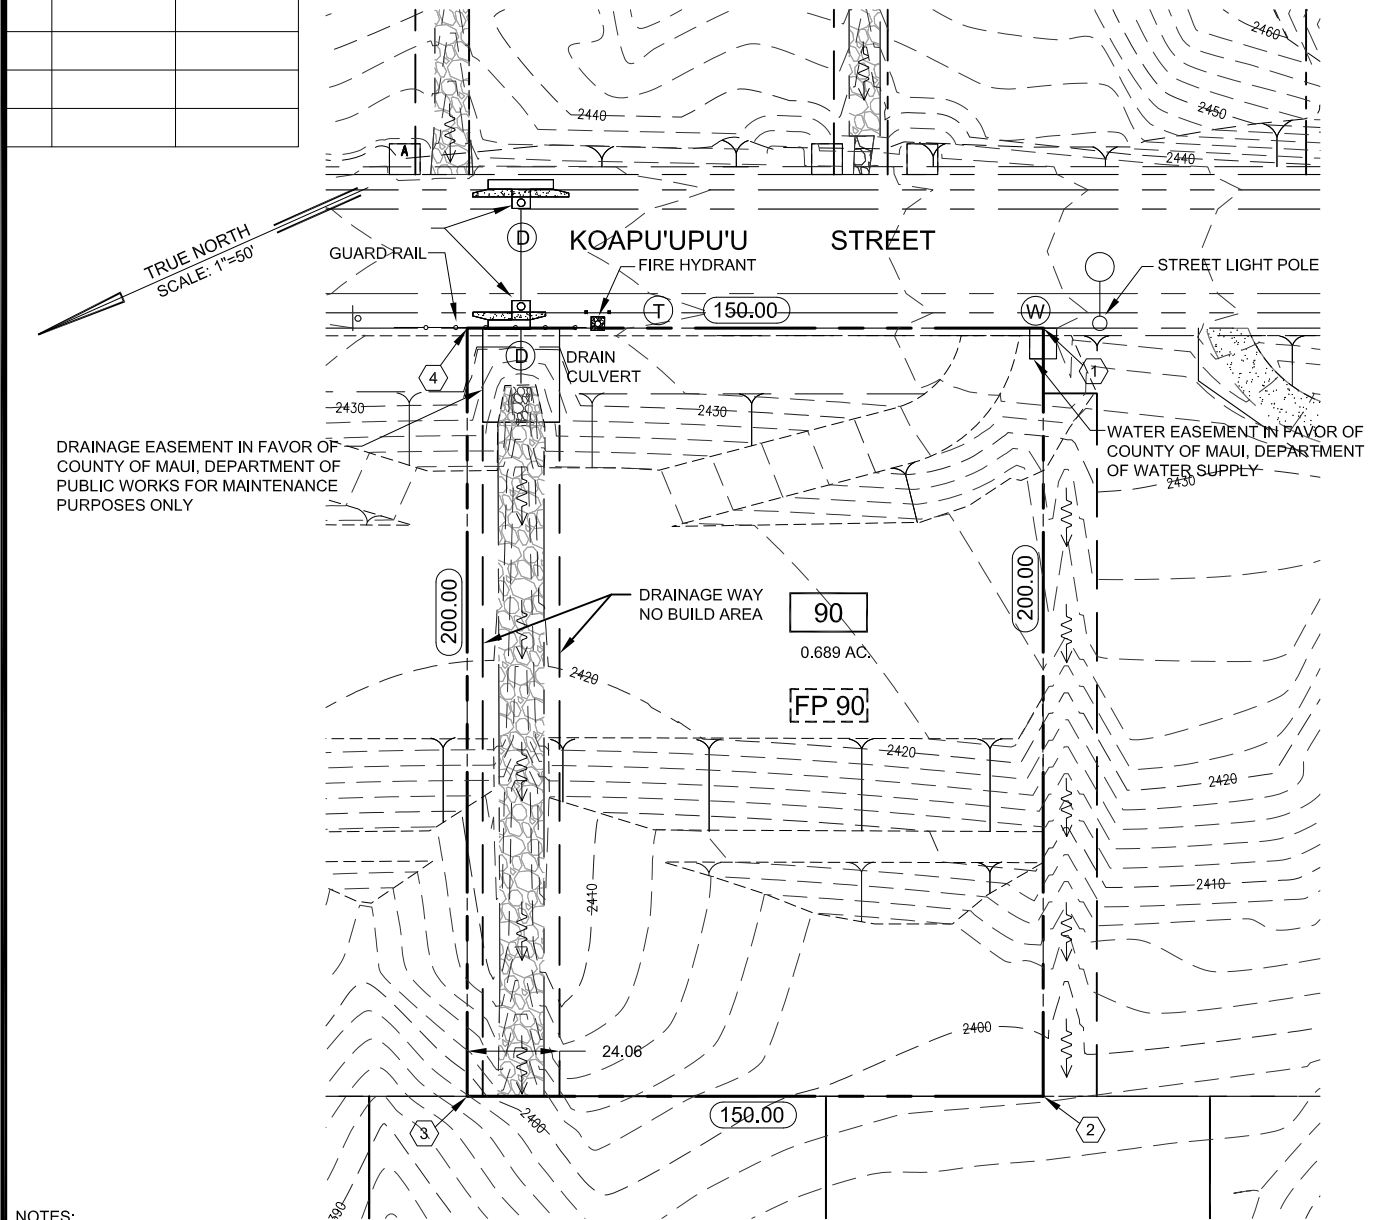 2460
2450
2440
2440
A
TRUE NORTH
SCALE: 1"=50'
GUARD RAIL
D
KOAPU'UPU'U STREET
FIRE HYDRANT
STREET LIGHT POLE
T
150.00
W
D
DRAIN
CULVERT
4
1
2430
2430
DRAINAGE EASEMENT IN FAVOR OF
COUNTY OF MAUI, DEPARTMENT OF
PUBLIC WORKS FOR MAINTENANCE
PURPOSES ONLY
WATER EASEMENT IN FAVOR OF
COUNTY OF MAUI, DEPARTMENT
OF WATER SUPPLY
2430
200.00
200.00
DRAINAGE WAY
NO BUILD AREA
90
0.689 AC.
2420
FP 90
2420
2420
2410
2410
2400
24.06
2400
150.00
3
2
390
NOTES: